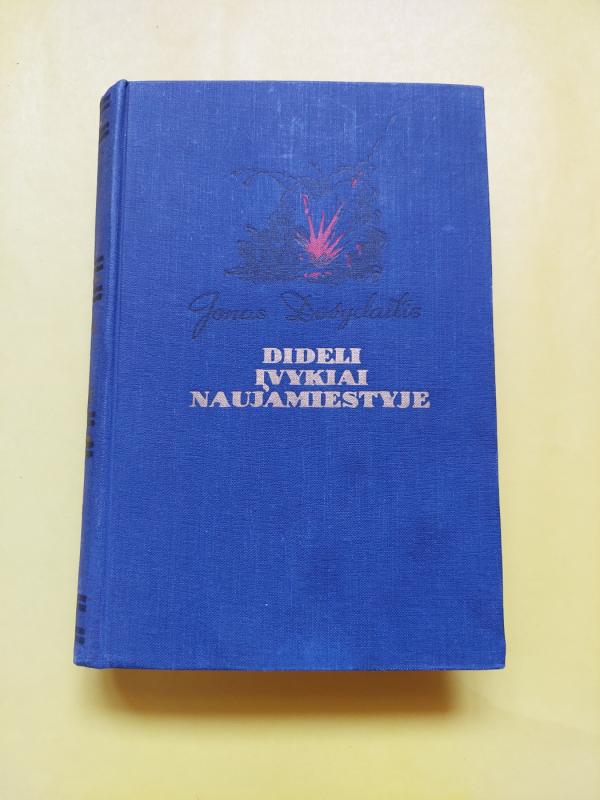 Jonas Dovydaitis
DIDELI
ĮVYKIAI
NAUJAMIESTYJE